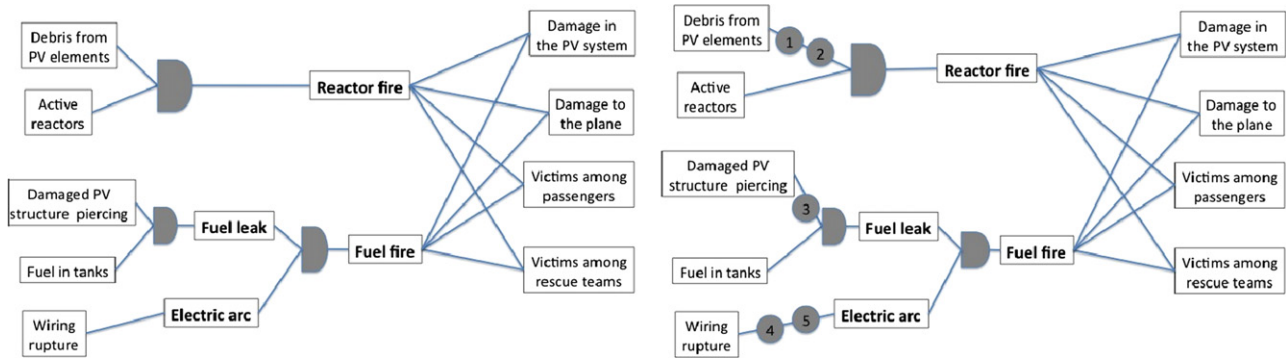 Debris from
PV elements
Active
reactors
Reactor fire
Damage in
the PV system
Damage to
the plane
Damaged PV
structure piercing
Fuel leak
Fuel in tanks
Fuel fire
Victims among
passengers
Victims among
rescue teams
Wiring
rupture
Electric arc
Debris from
PV elements
1
2
Active
reactors
Reactor fire
Damage in
the PV system
Damage to
the plane
Damaged PV
structure piercing
3
Fuel leak
Fuel in tanks
Fuel fire
Victims among
passengers
Victims among
rescue teams
Wiring
rupture
4
5
Electric arc